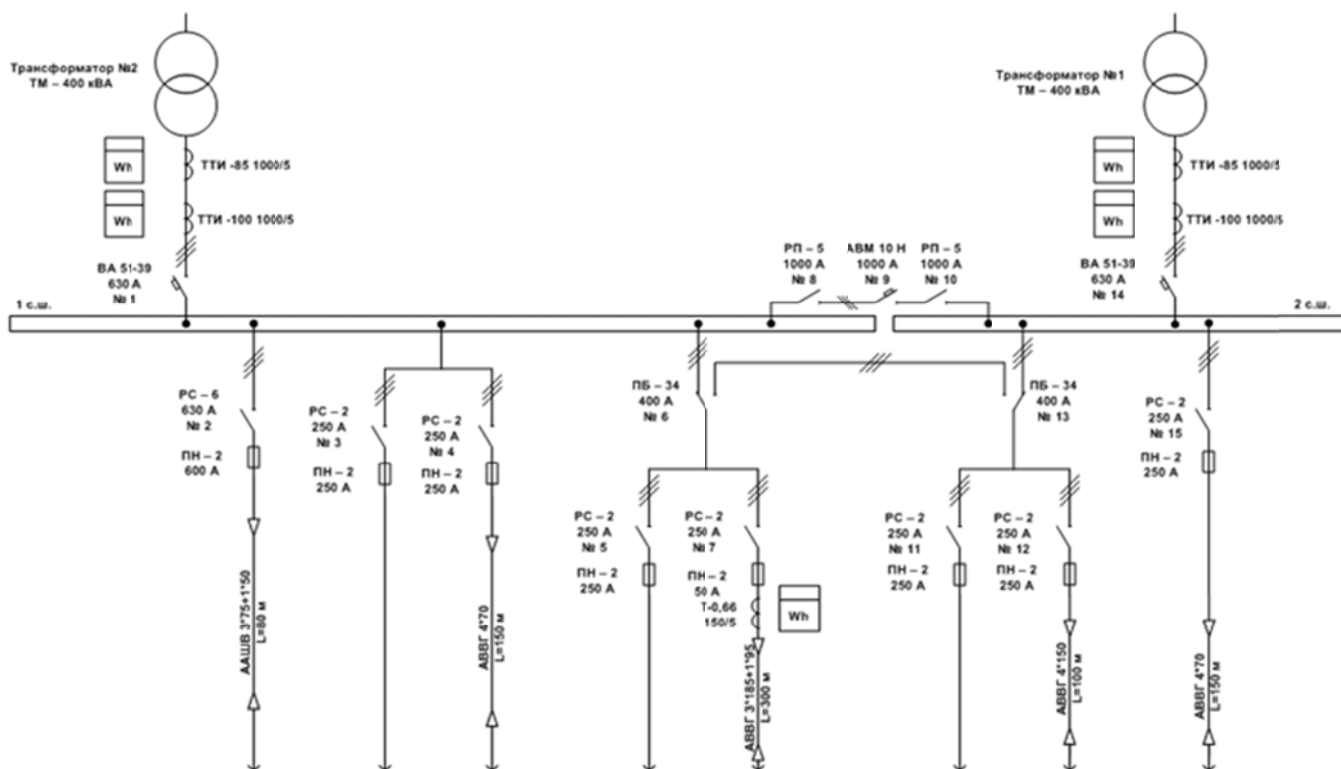 Трансформатор №2
ТМ – 400 кВА
Wh
ТТИ -85 1000/5
Wh
ТТИ -100 1000/5
ВА 51-39
630 А
№ 1
1 с.ш.
РП – 5
1000 А
№ 8
АВМ 10 Н
1000 А
№ 9
РП – 5
1000 А
№ 10
Трансформатор №1
ТМ – 400 кВА
Wh
ТТИ -85 1000/5
Wh
ТТИ -100 1000/5
ВА 51-39
630 А
№ 14
2 с.ш.
РС – 6
630 А
№ 2
ПН – 2
600 А
ААШВ 3*75+1*50
L=80 м
РС – 2
250 А
№ 3
ПН – 2
250 А
РС – 2
250 А
№ 4
ПН – 2
250 А
АВВГ 4*70
L=150 м
ПБ – 34
400 А
№ 6
РС – 2
250 А
№ 5
ПН – 2
250 А
РС – 2
250 А
№ 7
ПН – 2
50 А
Т-0,66
150/5
Wh
АВВГ 3*185+1*95
L=300 м
ПБ – 34
400 А
№ 13
РС – 2
250 А
№ 11
ПН – 2
250 А
РС – 2
250 А
№ 12
ПН – 2
250 А
АВВГ 4*150
L=100 м
РС – 2
250 А
№ 15
ПН – 2
250 А
АВВГ 4*70
L=150 м